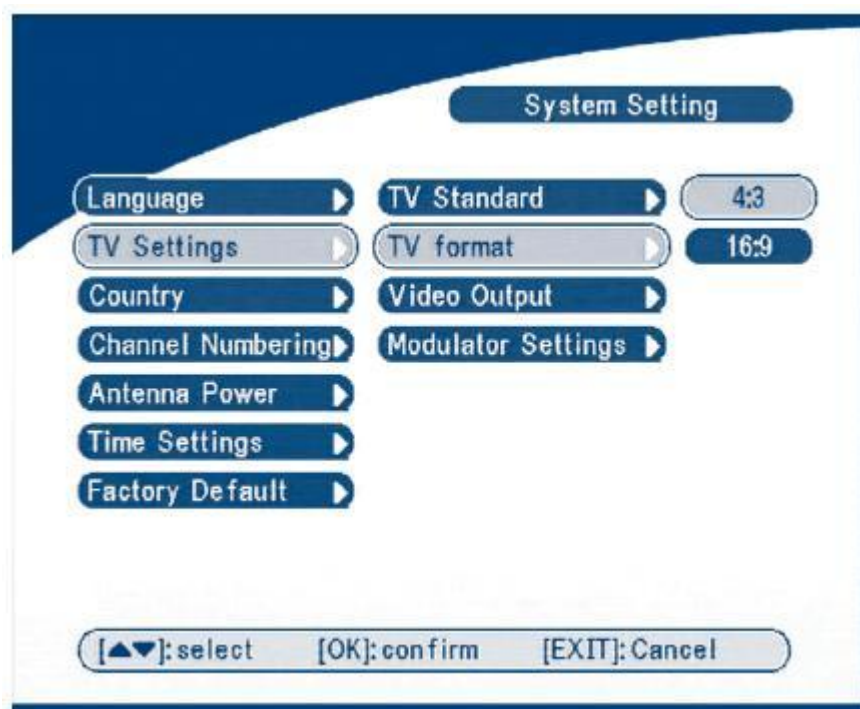 System Setting
Language TV Standard 4:3
TV Settings TV format 16:9
Country Video Output
Channel Numbering Modulator Settings
Antenna Power
Time Settings
Factory Default
[▲▼]:select [OK]:confirm [EXIT]:Cancel